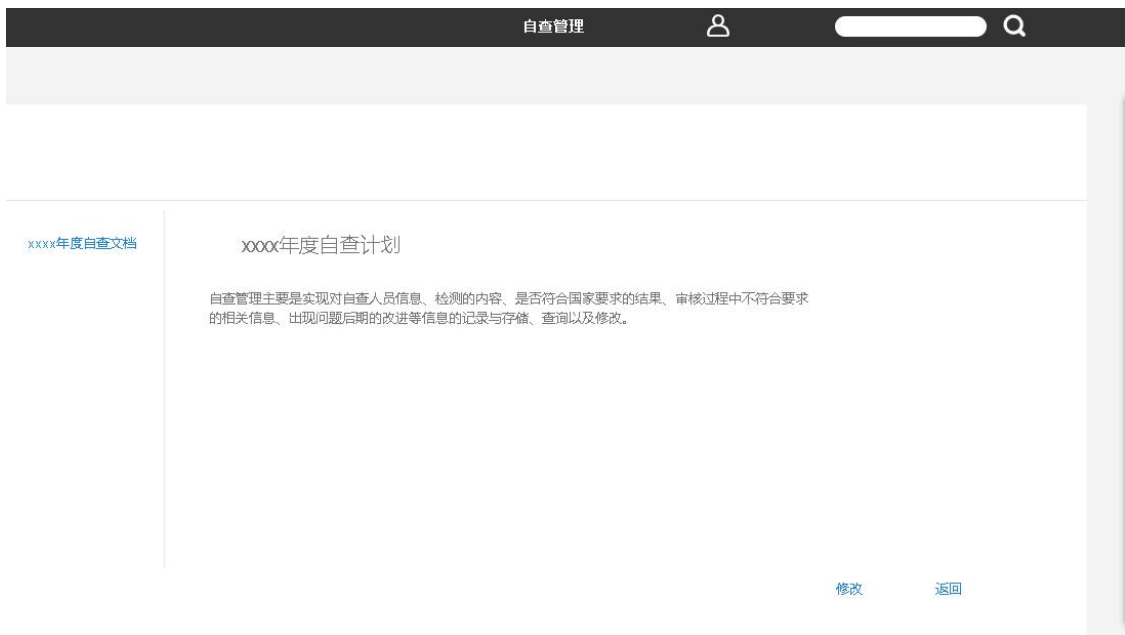 自查管理
xxxx年度自查文档
xxxx年度自查计划
自查管理主要是实现对自查人员信息、检测的内容、是否符合国家要求的结果、审核过程中不符合要求
的相关信息、出现问题后期的改进等信息的记录与存储、查询以及修改。
修改
返回